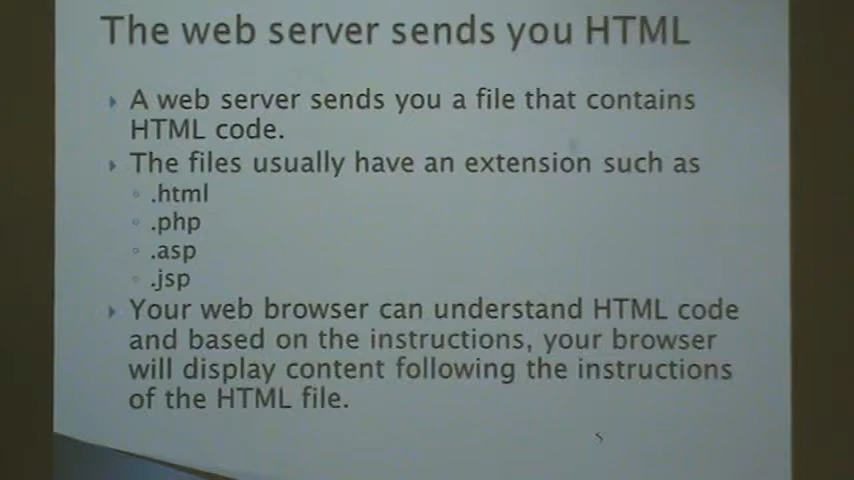 The web server sends you HTML
A web server sends you a file that contains
HTML code.
The files usually have an extension such as
.html
.php
.asp
.jsp
Your web browser can understand HTML code
and based on the instructions, your browser
will display content following the instructions
of the HTML file.